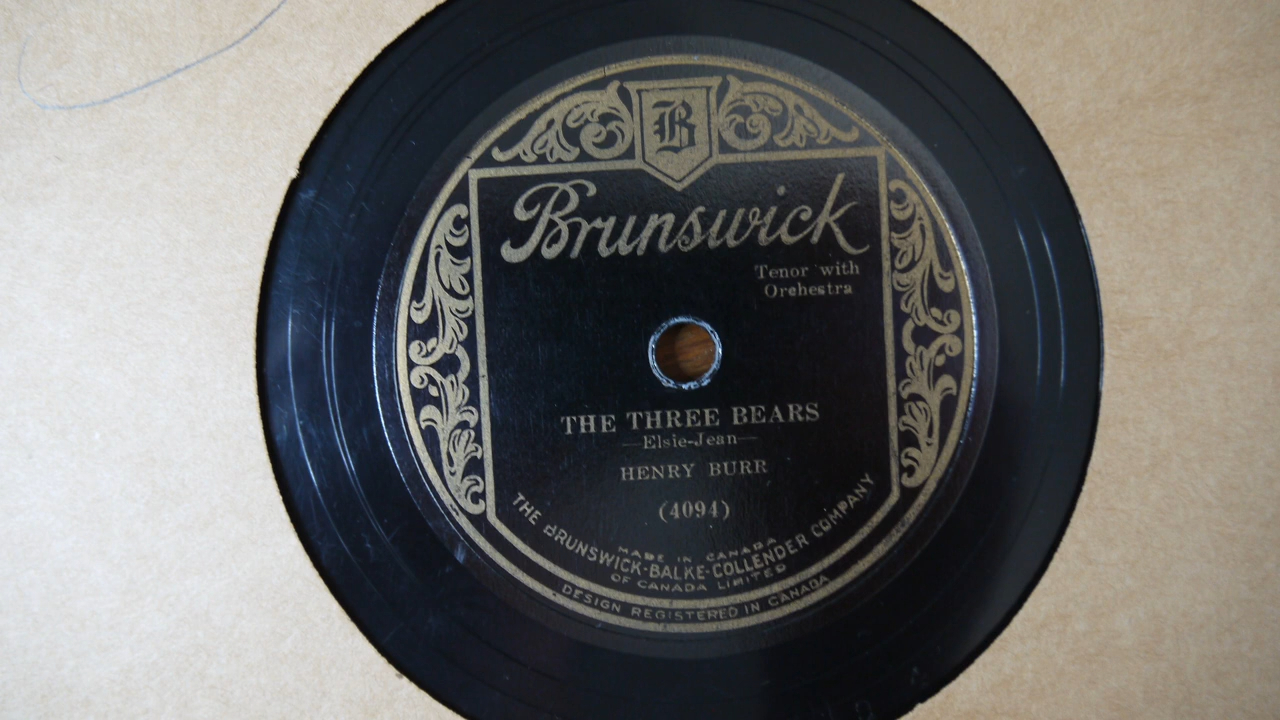 B
Brunswick
Tenor with
Orchestra
THE THREE BEARS
—Elsie-Jean—
HENRY BURR
(4094)
MADE IN CANADA
THE BRUNSWICK-BALKE-COLLENDER COMPANY
OF CANADA LIMITED
DESIGN REGISTERED IN CANADA